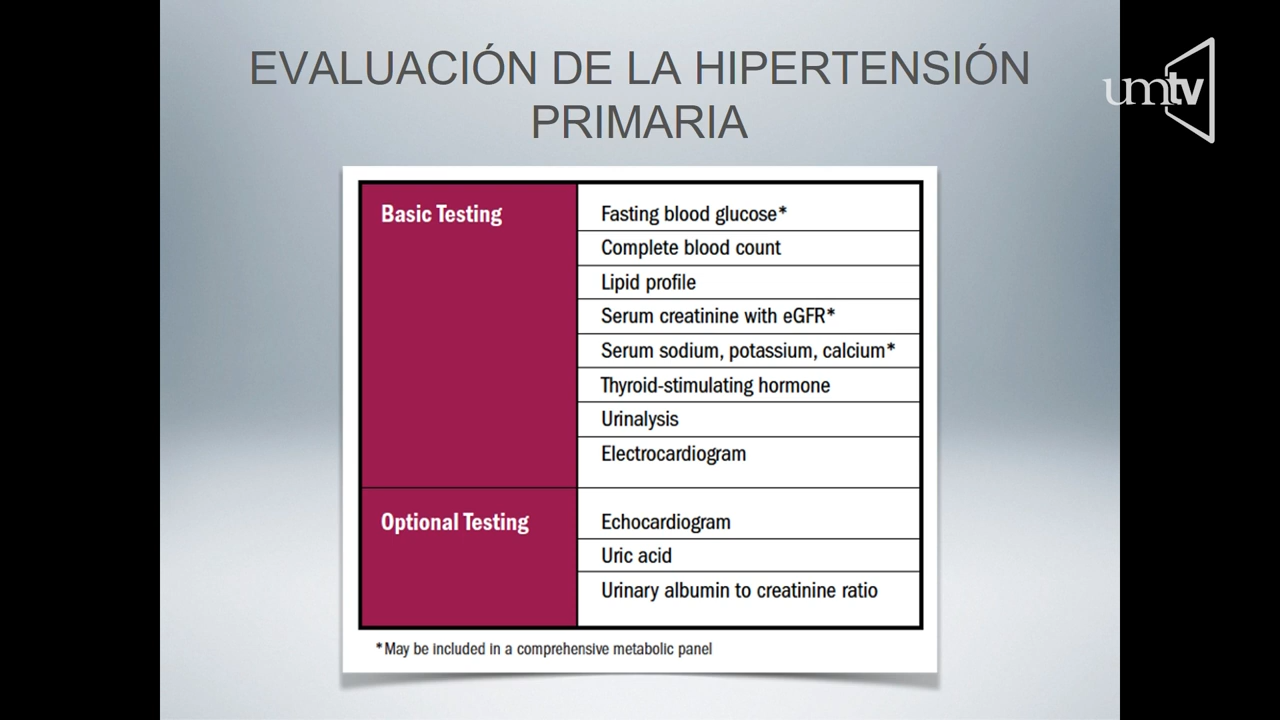 EVALUACIÓN DE LA HIPERTENSIÓN
PRIMARIA
umtv
Basic Testing
Fasting blood glucose*
Complete blood count
Lipid profile
Serum creatinine with eGFR*
Serum sodium, potassium, calcium*
Thyroid-stimulating hormone
Urinalysis
Electrocardiogram
Optional Testing
Echocardiogram
Uric acid
Urinary albumin to creatinine ratio
*May be included in a comprehensive metabolic panel